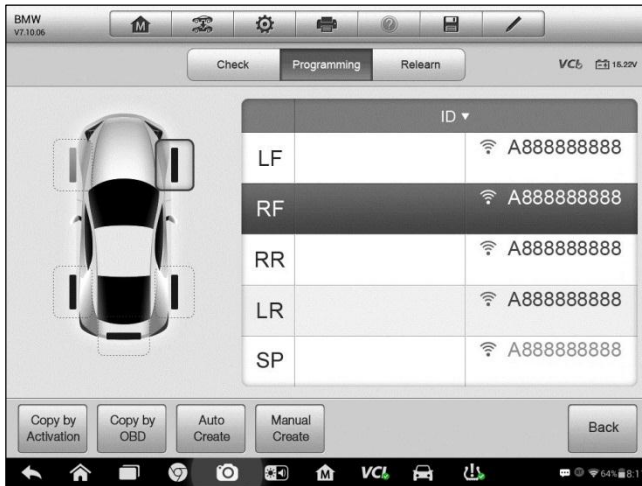 BMW
V7.10.06
M
?
Check
Programming
Relearn
VCI
15.22V
ID ▾
LF
A888888888
RF
A888888888
RR
A888888888
LR
A888888888
SP
A888888888
Copy by
Activation
Copy by
OBD
Auto
Create
Manual
Create
Back
M
VCI
64%